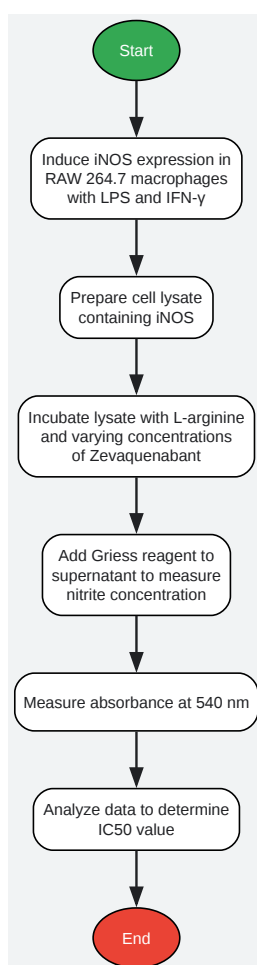 Start
Induce iNOS expression in
RAW 264.7 macrophages
with LPS and IFN-γ
Prepare cell lysate
containing iNOS
Incubate lysate with L-arginine
and varying concentrations
of Zevaquenabant
Add Griess reagent to
supernatant to measure
nitrite concentration
Measure absorbance at 540 nm
Analyze data to determine
IC50 value
End